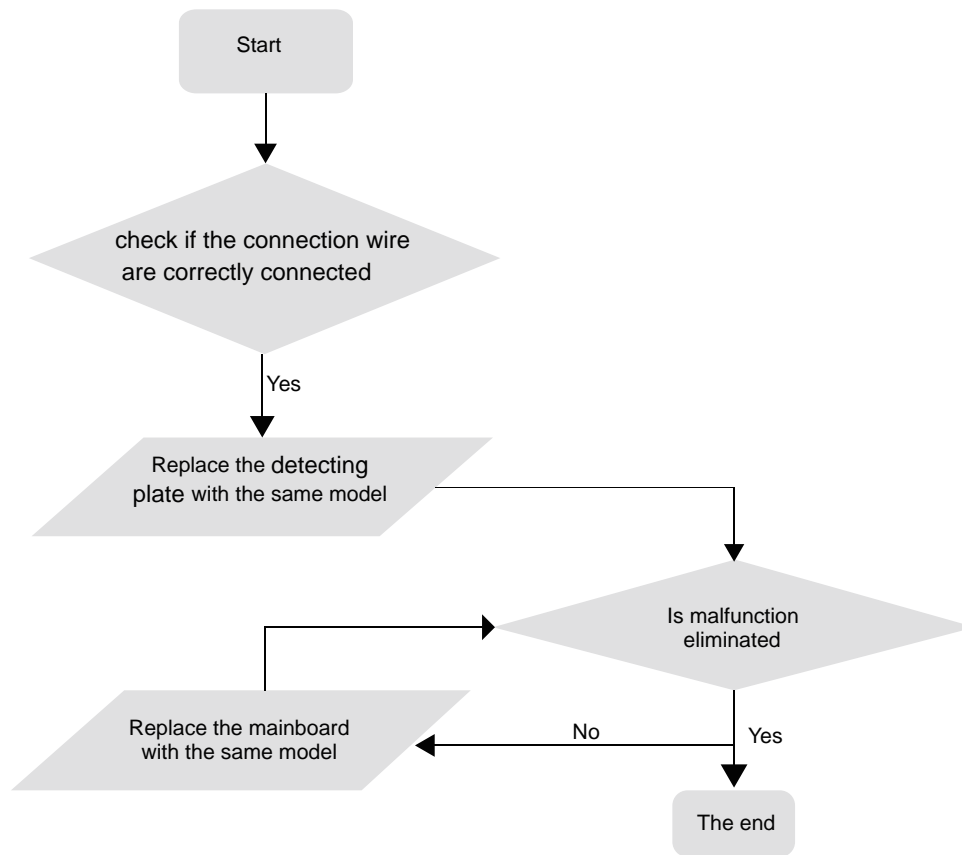 Start
check if the connection wire
are correctly connected
Yes
Replace the detecting
plate with the same model
Is malfunction
eliminated
Replace the mainboard
with the same model
No
Yes
The end